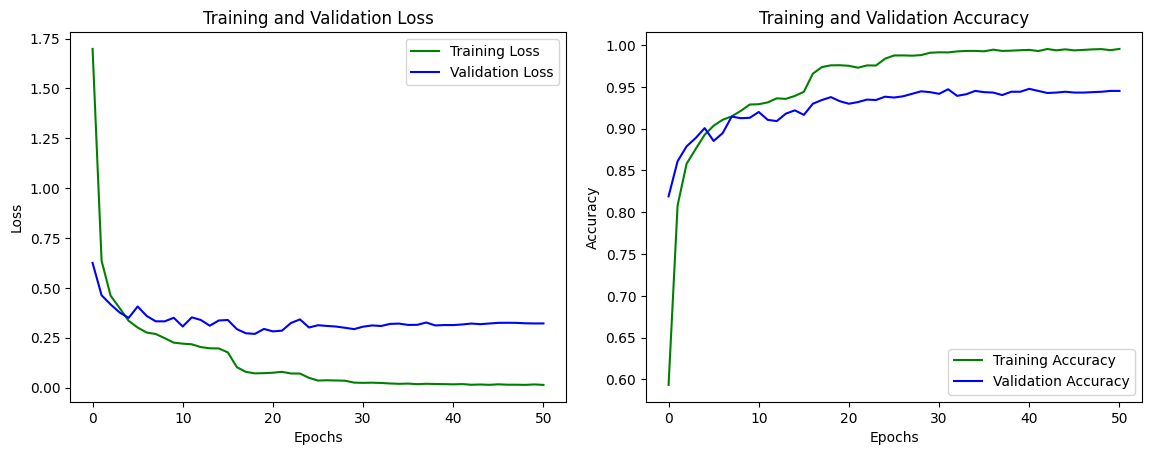 Training and Validation Loss
1.75
1.50
1.25
1.00
0.75
0.50
0.25
0.00
Loss
0 10 20 30 40 50
Epochs
Training Loss
Validation Loss
Training and Validation Accuracy
1.00
0.95
0.90
0.85
0.80
0.75
0.70
0.65
0.60
Accuracy
0 10 20 30 40 50
Epochs
Training Accuracy
Validation Accuracy